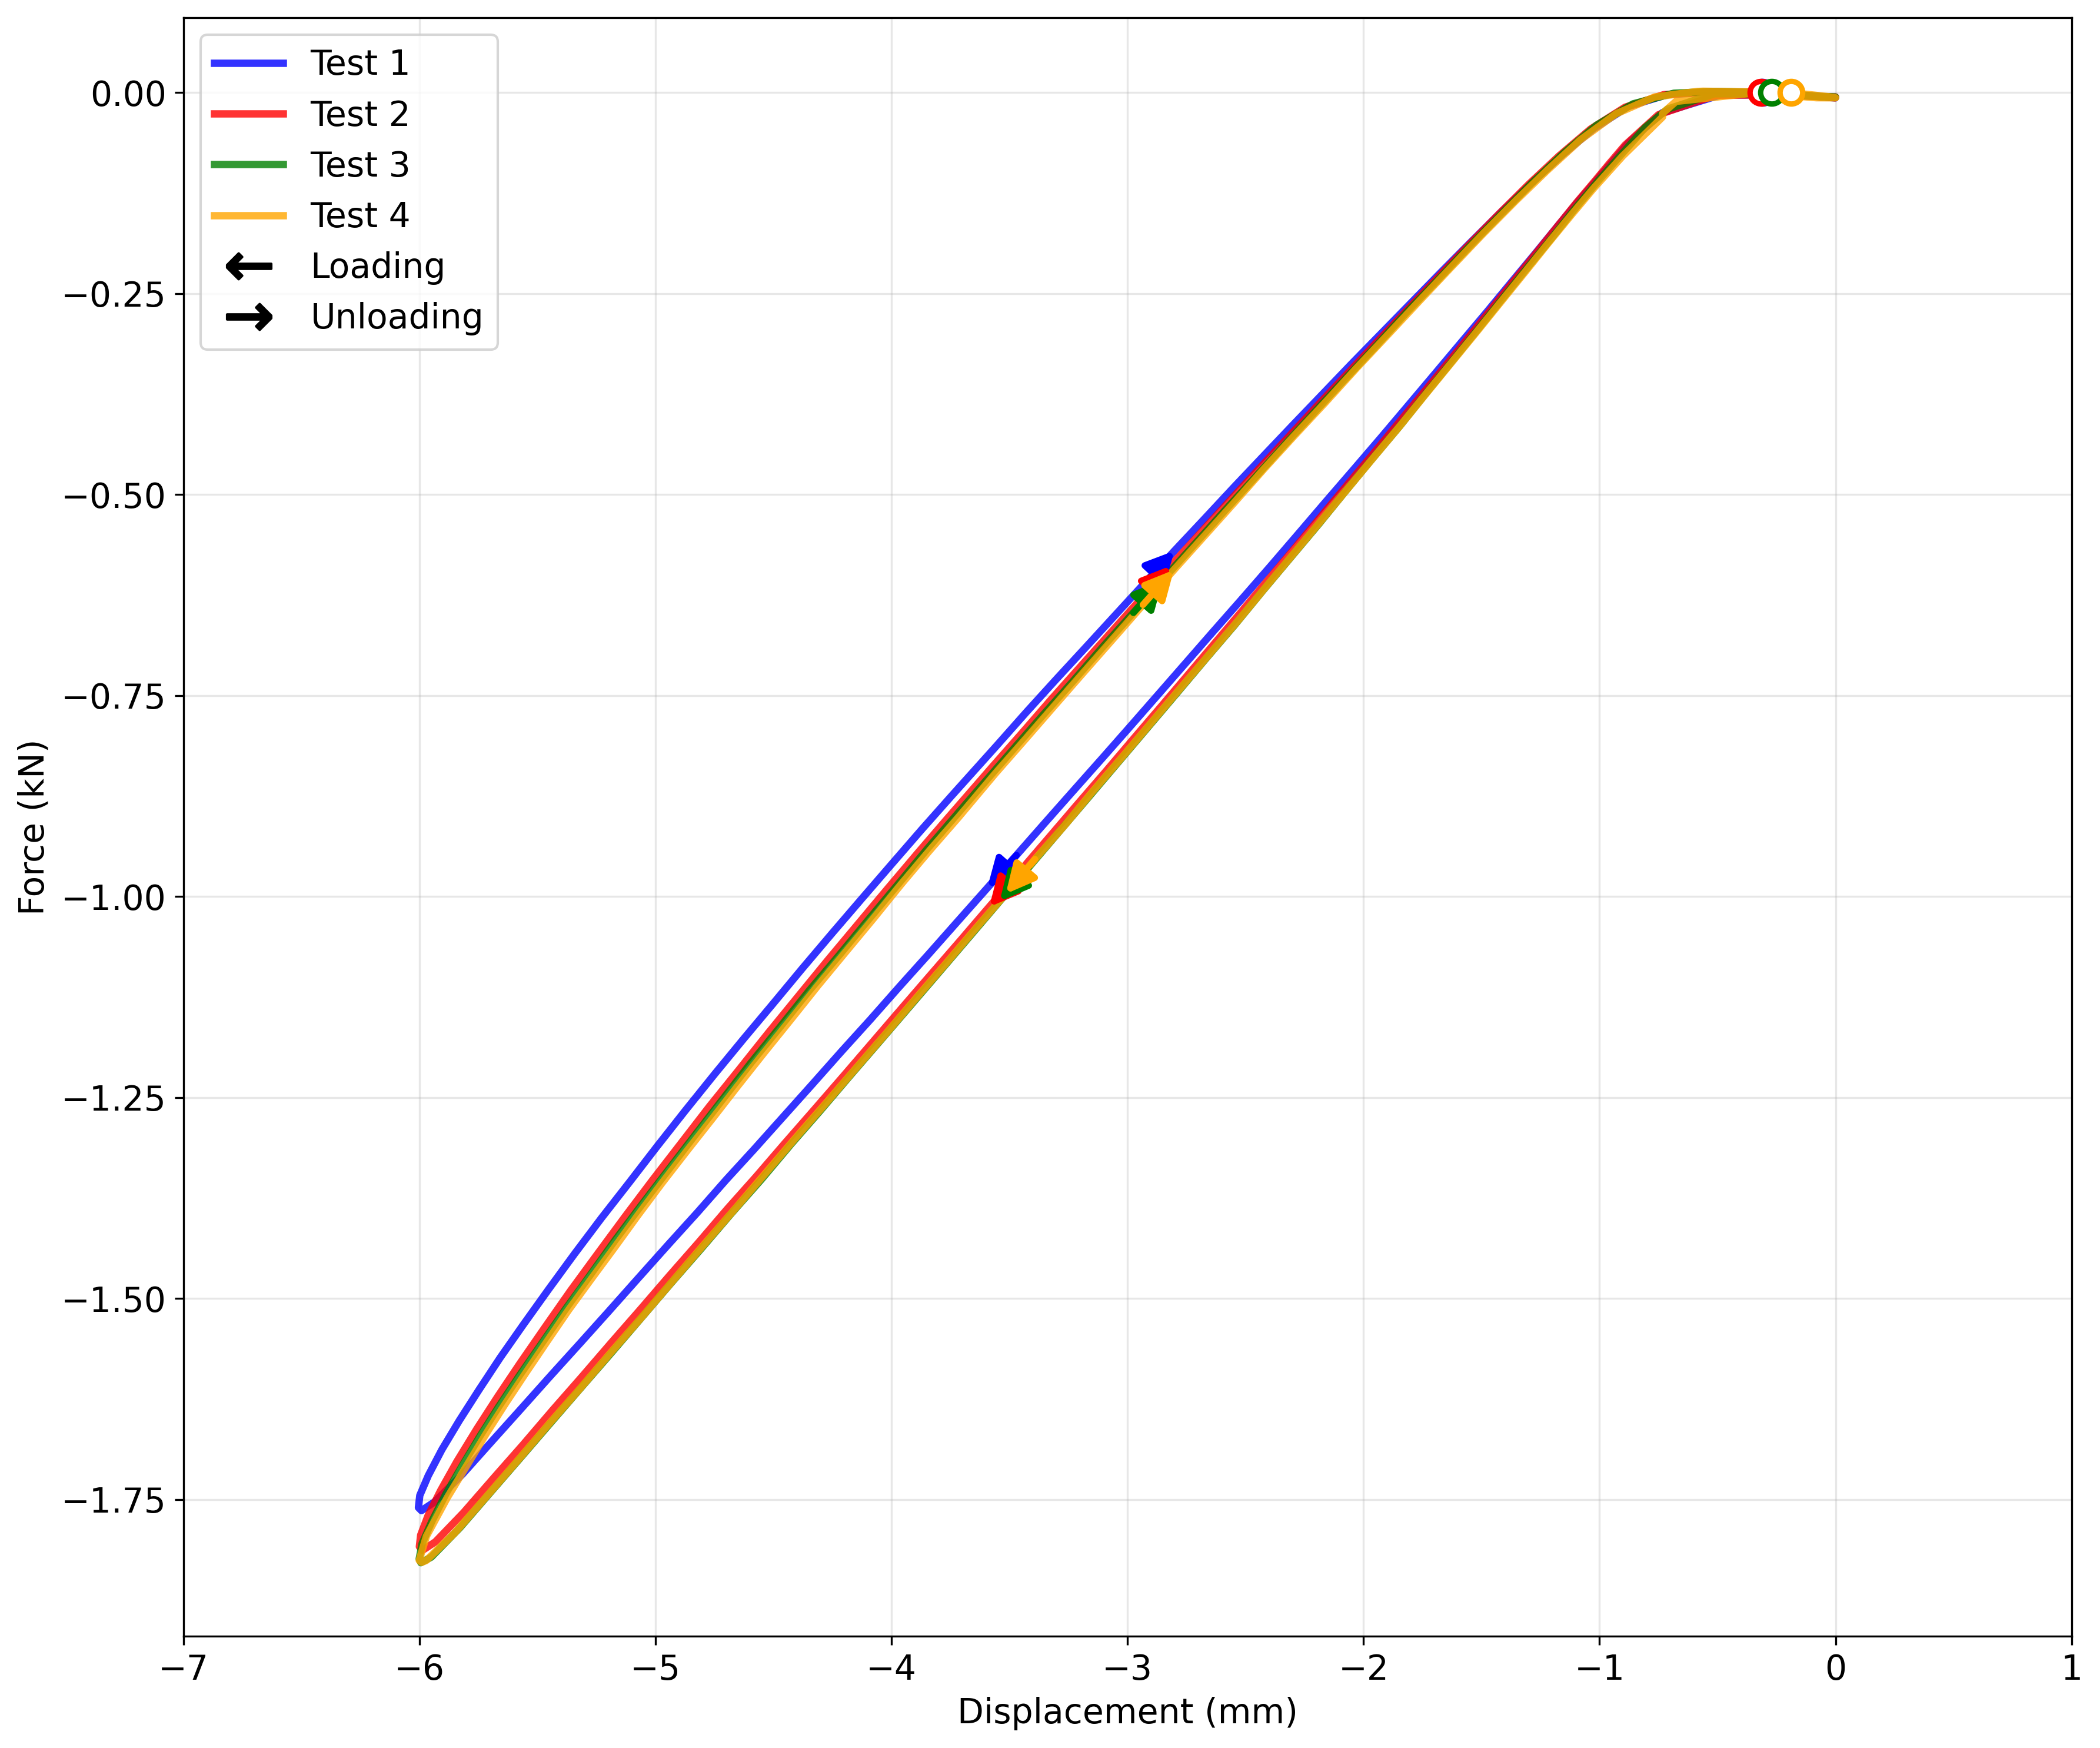 Test 1
Test 2
Test 3
Test 4
Loading
Unloading
0.00
−0.25
−0.50
−0.75
−1.00
−1.25
−1.50
−1.75
Force (kN)
−7 −6 −5 −4 −3 −2 −1 0 1
Displacement (mm)